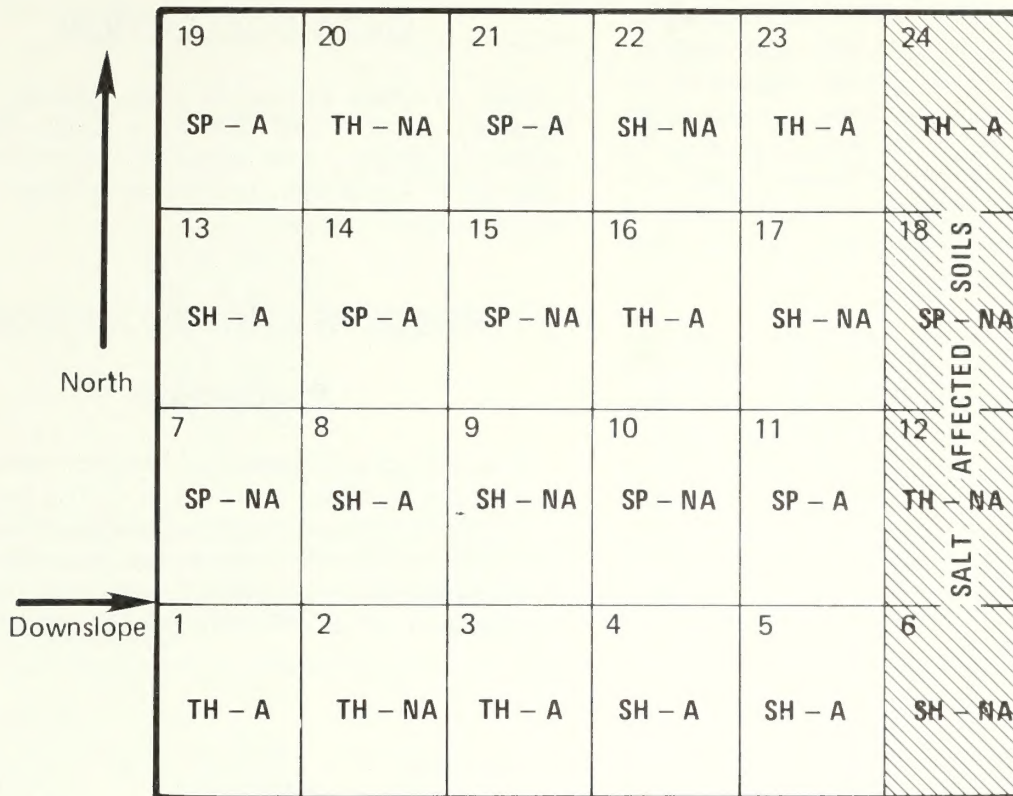 19 20 21 22 23 24
SP – A TH – NA SP – A SH – NA TH – A TH – A
13 14 15 16 17 18
SH – A SP – A SP – NA TH – A SH – NA SP – NA
North
7 8 9 10 11 12
SP – NA SH – A SH – NA SP – NA SP – A TH – NA
SALT AFFECTED SOILS
Downslope
1 2 3 4 5 6
TH – A TH – NA TH – A SH – A SH – A SH – NA